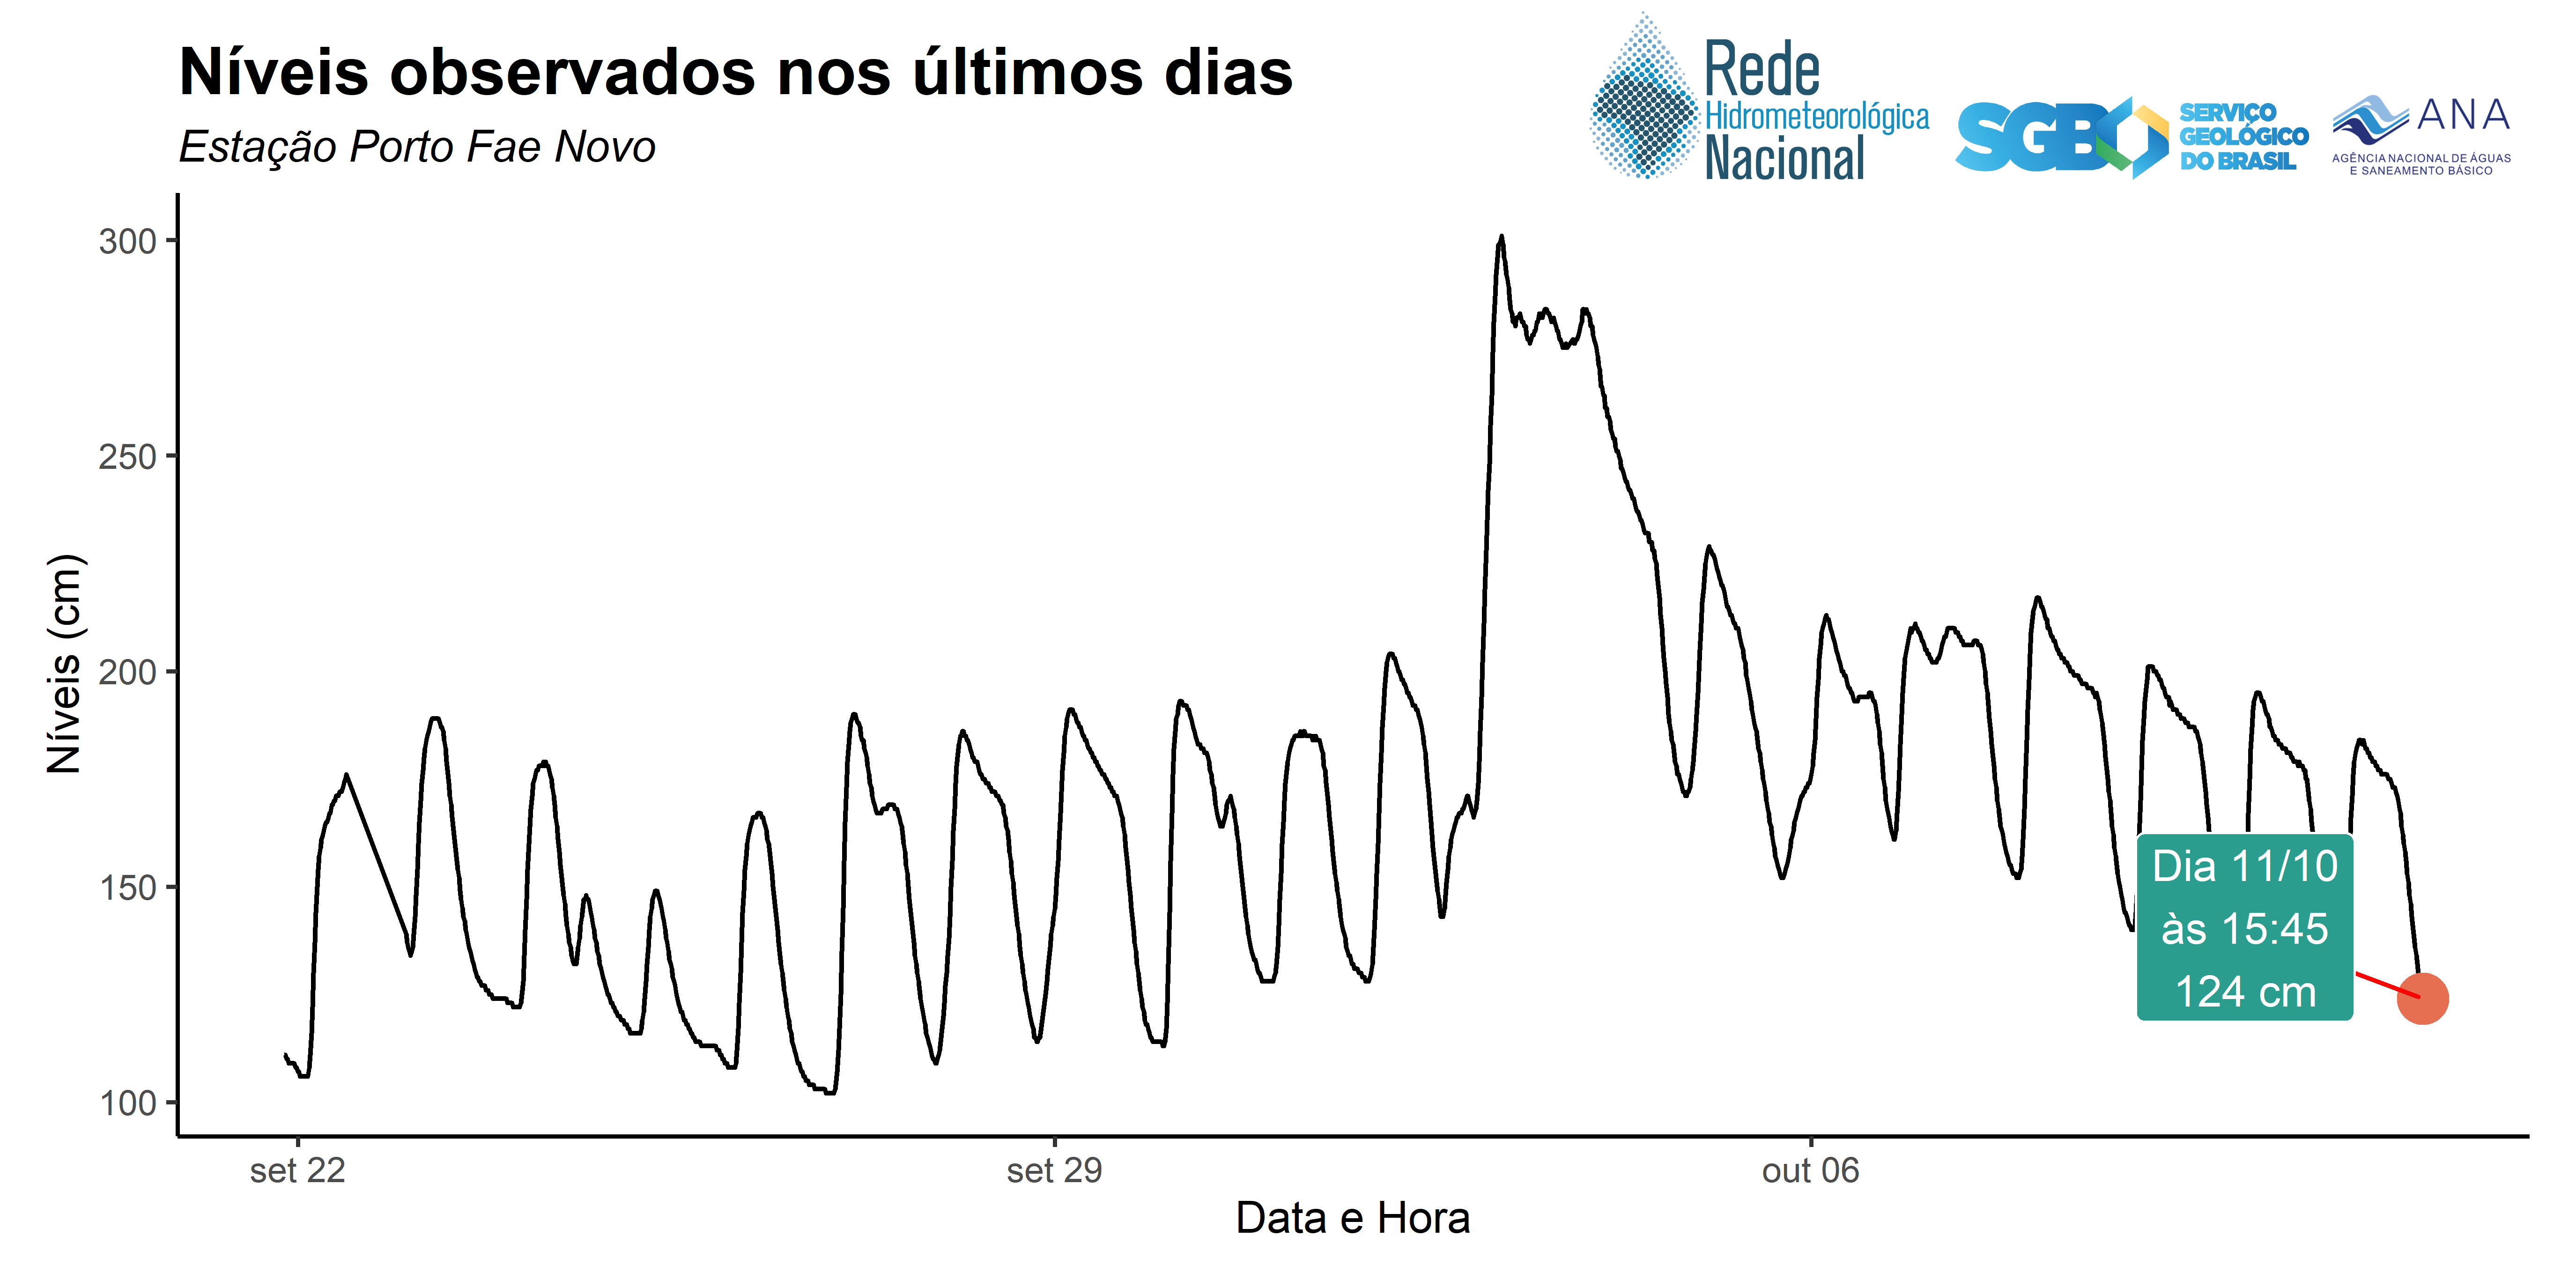 Níveis observados nos últimos dias
Estação Porto Fae Novo
Rede
Hidrometeorológica
Nacional
SGB
SERVIÇO
GEOLÓGICO
DO BRASIL
ANA
AGÊNCIA NACIONAL DE ÁGUAS
E SANEAMENTO BÁSICO
Níveis (cm)
300
250
200
150
100
Dia 11/10
às 15:45
124 cm
set 22
set 29
out 06
Data e Hora